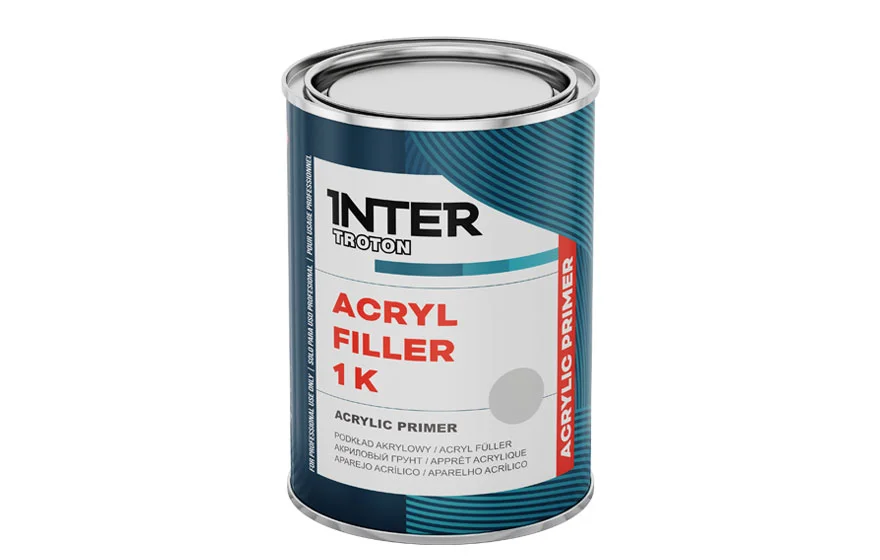 INTER
TROTON
ACRYL
FILLER
1K
ACRYLIC PRIMER
PODKŁAD AKRYLOWY / ACRYL FÜLLER
АКРИЛОВЫЙ ГРУНТ / APPRÊT ACRYLIQUE
APAREJO ACRÍLICO / APARELHO ACRÍLICO
ACRYLIC PRIMER
FOR PROFESSIONAL USE ONLY | SOLO PARA USO PROFESIONAL | POUR USAGE PROFESSIONNEL